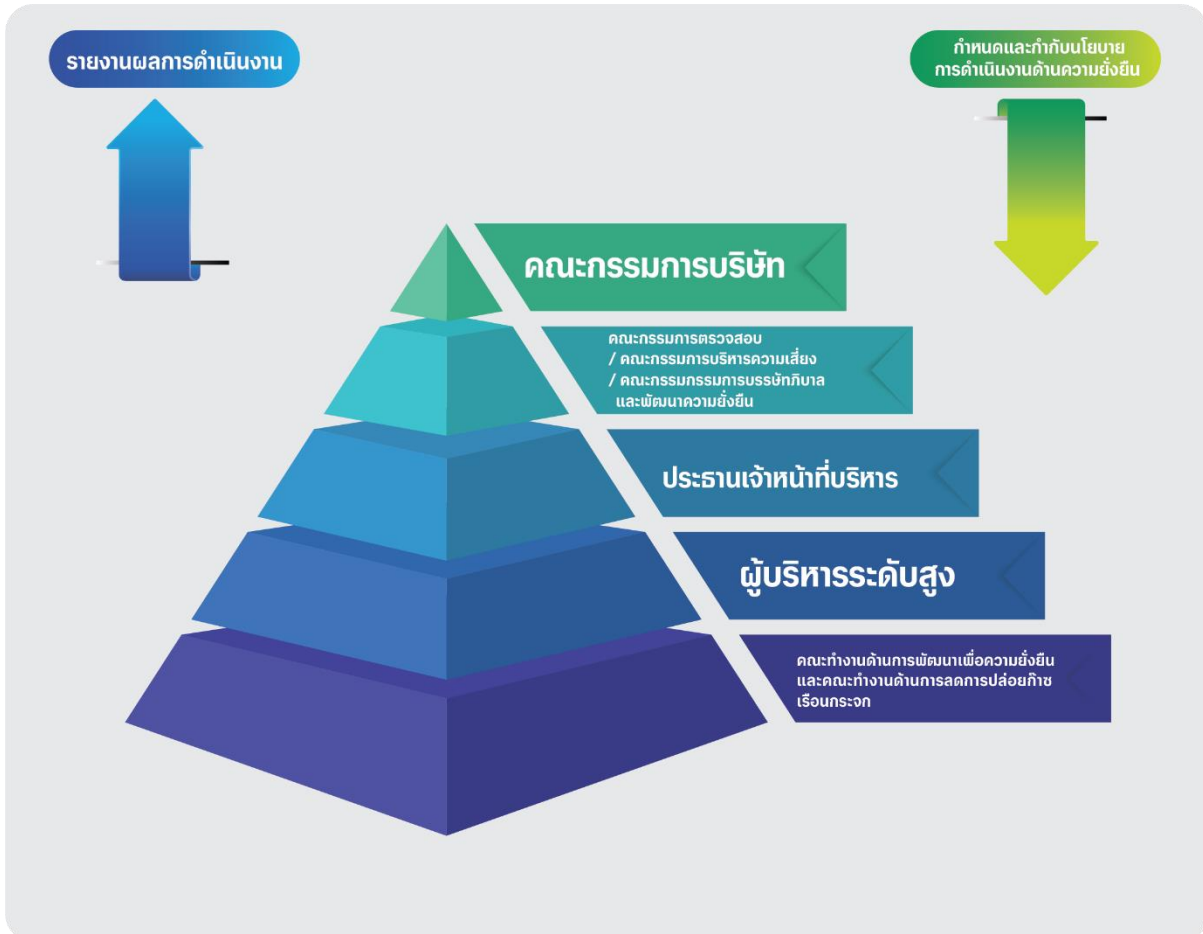 รายงานผลการดำเนินงาน
กำหนดและกำกับนโยบาย
การดำเนินงานด้านความยั่งยืน
คณะกรรมการบริษัท
คณะกรรมการตรวจสอบ
/ คณะกรรมการบริหารความเสี่ยง
/ คณะกรรมกรรมการบรรษัทภิบาล
และพัฒนาความยั่งยืน
ประธานเจ้าหน้าที่บริหาร
ผู้บริหารระดับสูง
คณะทำงานด้านการพัฒนาเพื่อความยั่งยืน
และคณะทำงานด้านการลดการปล่อยก๊าซ
เรือนกระจก